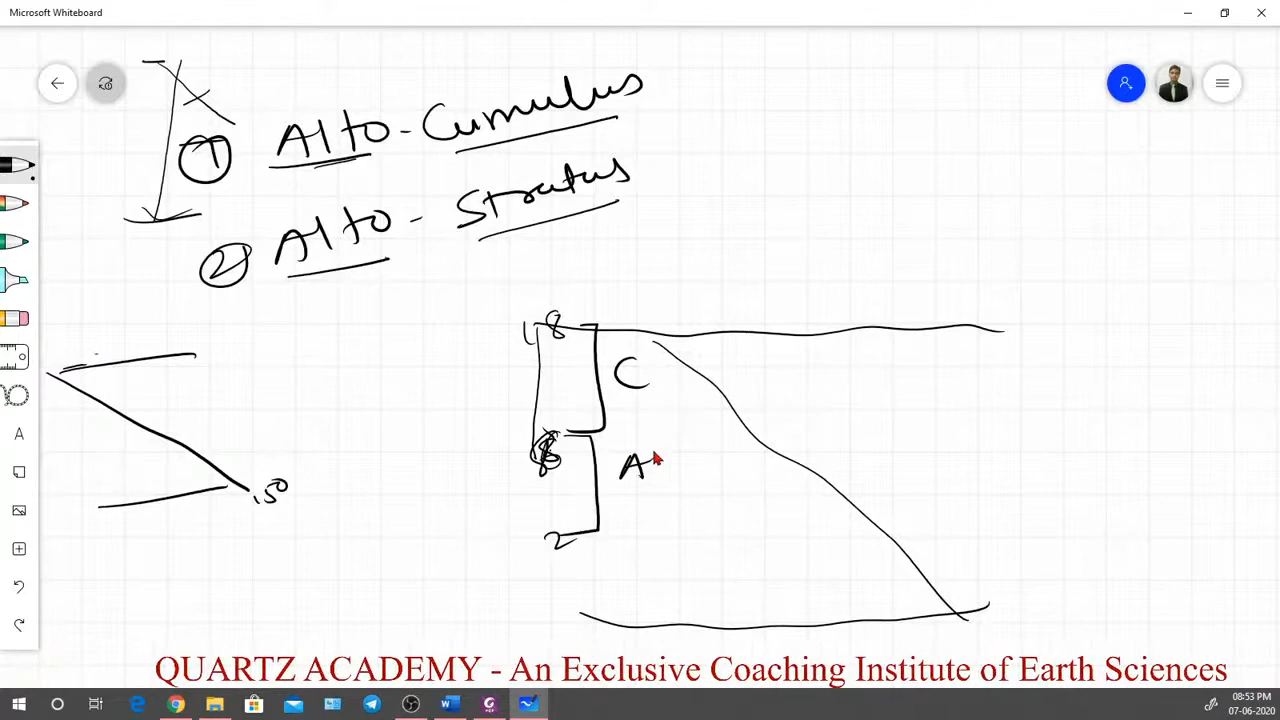 Microsoft Whiteboard
① Alto-Cumulus
② Alto-Stratus
18
C
A
2
15°
A
QUARTZ ACADEMY - An Exclusive Coaching Institute of Earth Sciences
08:53 PM
07-06-2020